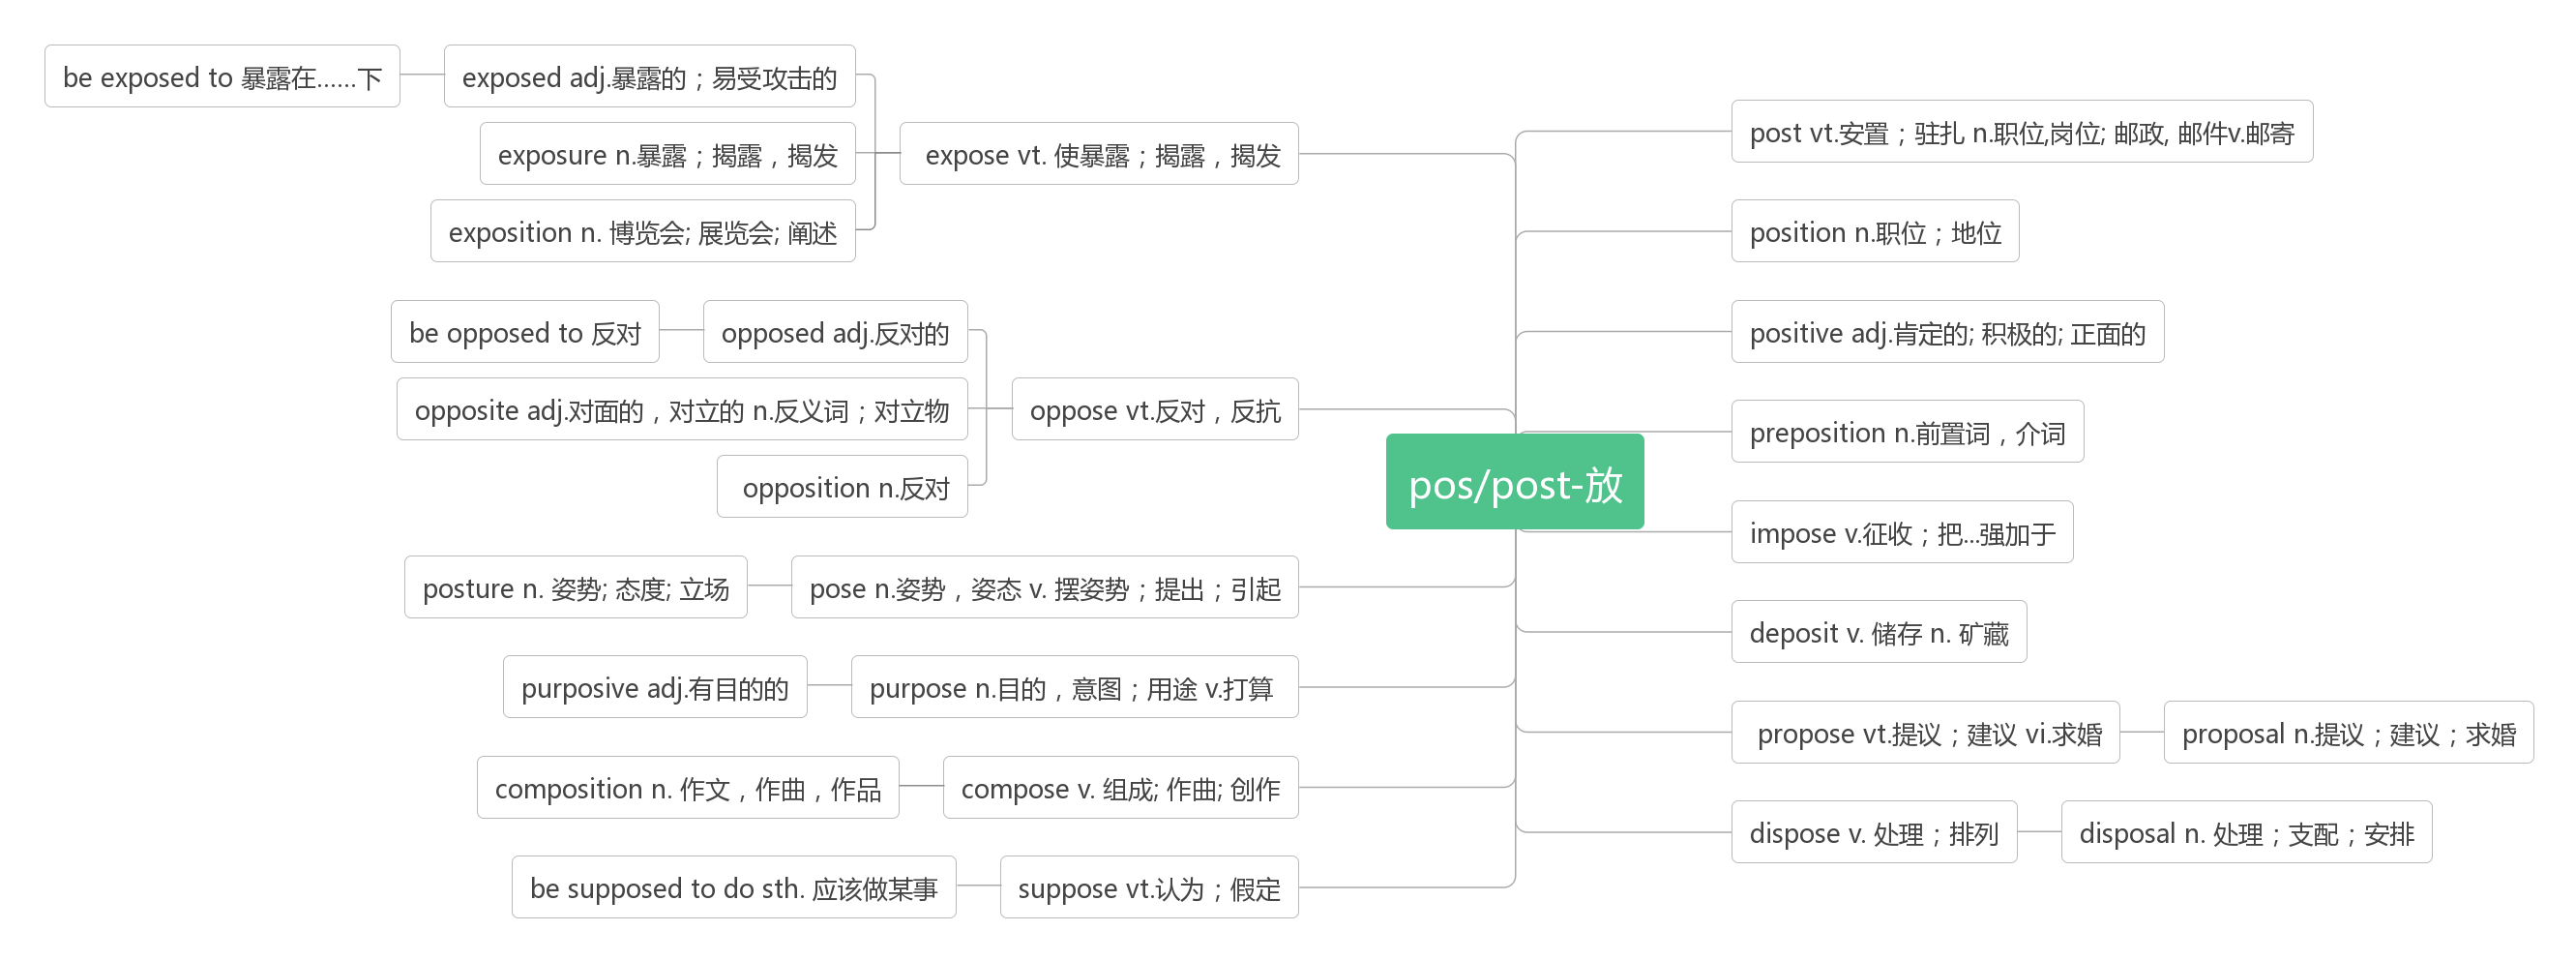 pos/post-放
post vt.安置；驻扎 n.职位,岗位; 邮政, 邮件v.邮寄
position n.职位；地位
positive adj.肯定的; 积极的; 正面的
preposition n.前置词，介词
impose v.征收；把...强加于
deposit v. 储存 n. 矿藏
propose vt.提议；建议 vi.求婚
proposal n.提议；建议；求婚
dispose v. 处理；排列
disposal n. 处理；支配；安排
expose vt. 使暴露；揭露，揭发
exposed adj.暴露的；易受攻击的
be exposed to 暴露在……下
exposure n.暴露；揭露，揭发
exposition n. 博览会; 展览会; 阐述
oppose vt.反对，反抗
opposed adj.反对的
be opposed to 反对
opposite adj.对面的，对立的 n.反义词；对立物
opposition n.反对
pose n.姿势，姿态 v. 摆姿势；提出；引起
posture n. 姿势; 态度; 立场
purpose n.目的，意图；用途 v.打算
purposive adj.有目的的
compose v. 组成; 作曲; 创作
composition n. 作文，作曲，作品
suppose vt.认为；假定
be supposed to do sth. 应该做某事